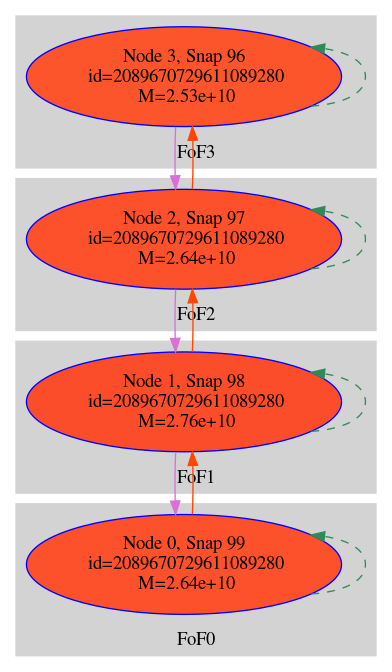 Node 3, Snap 96
id=2089670729611089280
M=2.53e+10
FoF3
Node 2, Snap 97
id=2089670729611089280
M=2.64e+10
FoF2
Node 1, Snap 98
id=2089670729611089280
M=2.76e+10
FoF1
Node 0, Snap 99
id=2089670729611089280
M=2.64e+10
FoF0